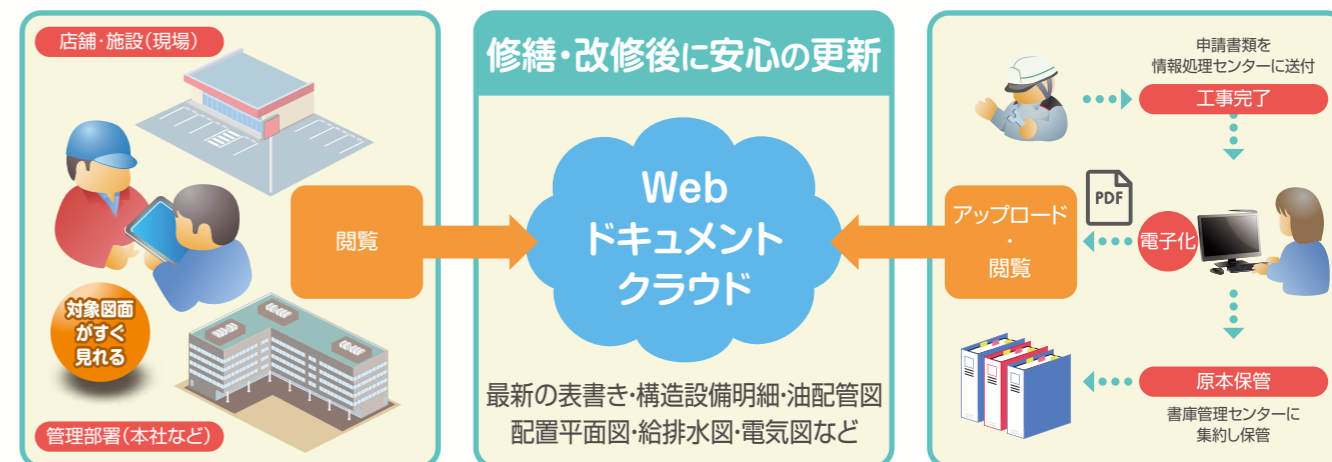 店舗・施設(現場)
閲覧
対象図面
がすぐ
見れる
管理部署(本社など)
修繕・改修後に安心の更新
Web
ドキュメント
クラウド
最新の表書き・構造設備明細・油配管図
配置平面図・給排水図・電気図など
申請書類を
情報処理センターに送付
工事完了
PDF
電子化
アップロード
・
閲覧
原本保管
書庫管理センターに
集約し保管